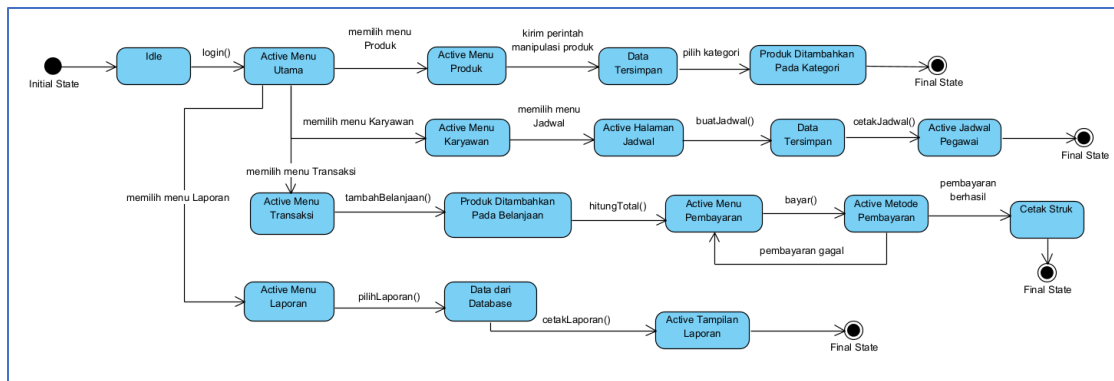 Initial State
Idle
login()
Active Menu
Utama
memilih menu
Produk
Active Menu
Produk
kirim perintah
manipulasi produk
Data
Tersimpan
pilih kategori
Produk Ditambahkan
Pada Kategori
Final State
memilih menu Karyawan
Active Menu
Karyawan
memilih menu
Jadwal
Active Halaman
Jadwal
buatJadwal()
Data
Tersimpan
cetakJadwal()
Active Jadwal
Pegawai
Final State
memilih menu Transaksi
Active Menu
Transaksi
tambahBelanjaan()
Produk Ditambahkan
Pada Belanjaan
hitungTotal()
Active Menu
Pembayaran
bayar()
Active Metode
Pembayaran
pembayaran
berhasil
Cetak Struk
pembayaran gagal
Final State
memilih menu Laporan
Active Menu
Laporan
pilihLaporan()
Data dari
Database
cetakLaporan()
Active Tampilan
Laporan
Final State